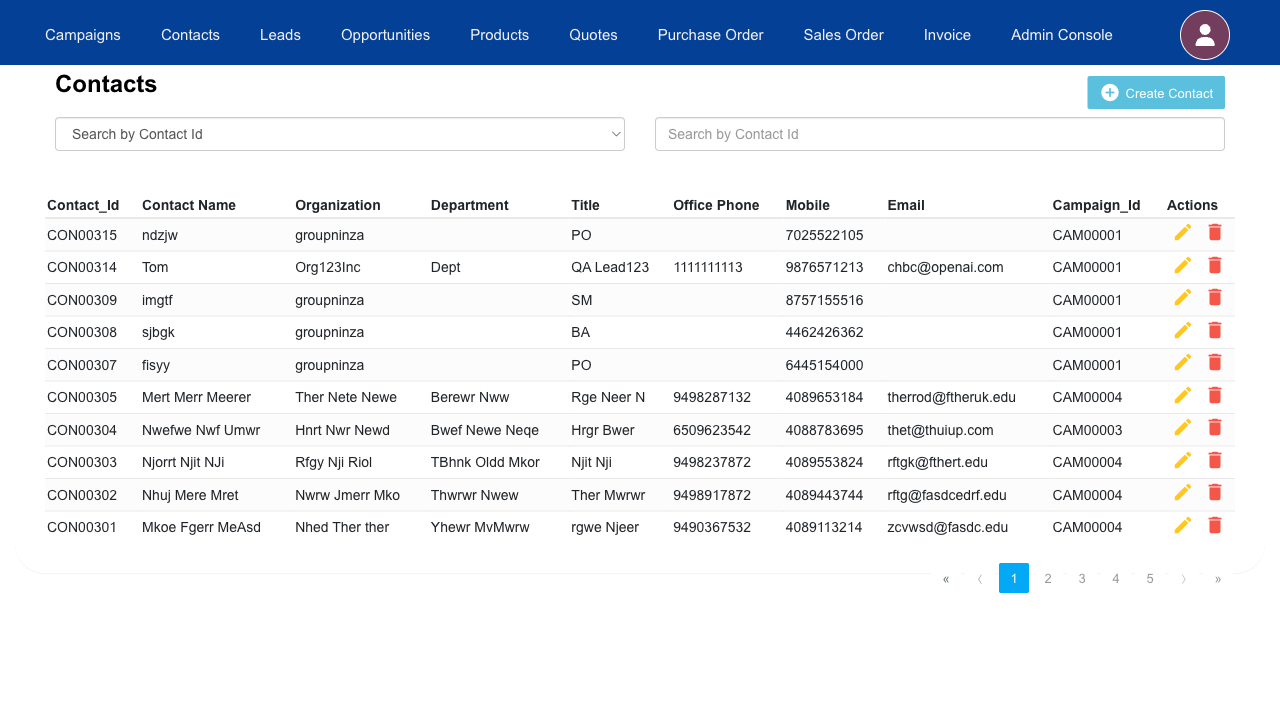 Campaigns Contacts Leads Opportunities Products Quotes Purchase Order Sales Order Invoice Admin Console
Contacts
Create Contact
Search by Contact Id Search by Contact Id
Contact_Id Contact Name Organization Department Title Office Phone Mobile Email Campaign_Id Actions
CON00315 ndzjw groupninza PO 7025522105 CAM00001
CON00314 Tom Org123Inc Dept QA Lead123 1111111113 9876571213 chbc@openai.com CAM00001
CON00309 imgtf groupninza SM 8757155516 CAM00001
CON00308 sjbgk groupninza BA 4462426362 CAM00001
CON00307 fisyy groupninza PO 6445154000 CAM00001
CON00305 Mert Merr Meerer Ther Nete Newe Berewr Nww Rge Neer N 9498287132 4089653184 therrod@ftheruk.edu CAM00004
CON00304 Nwefwe Nwf Umwr Hnrt Nwr Newd Bwef Newe Neqe Hrgr Bwer 6509623542 4088783695 thet@thuiup.com CAM00003
CON00303 Njorrt Njit NJi Rfgy Nji Riol TBhnk Oldd Mkor Njit Nji 9498237872 4089553824 rftgk@fthert.edu CAM00004
CON00302 Nhuj Mere Mret Nwrw Jmerr Mko Thwrwr Nwew Ther Mwrwr 9498917872 4089443744 rftg@fasdcedrf.edu CAM00004
CON00301 Mkoe Fgerr MeAsd Nhed Ther ther Yhewr MvMwrw rgwe Njeer 9490367532 4089113214 zcvwsd@fasdc.edu CAM00004
« ⟨ 1 2 3 4 5 ⟩ »